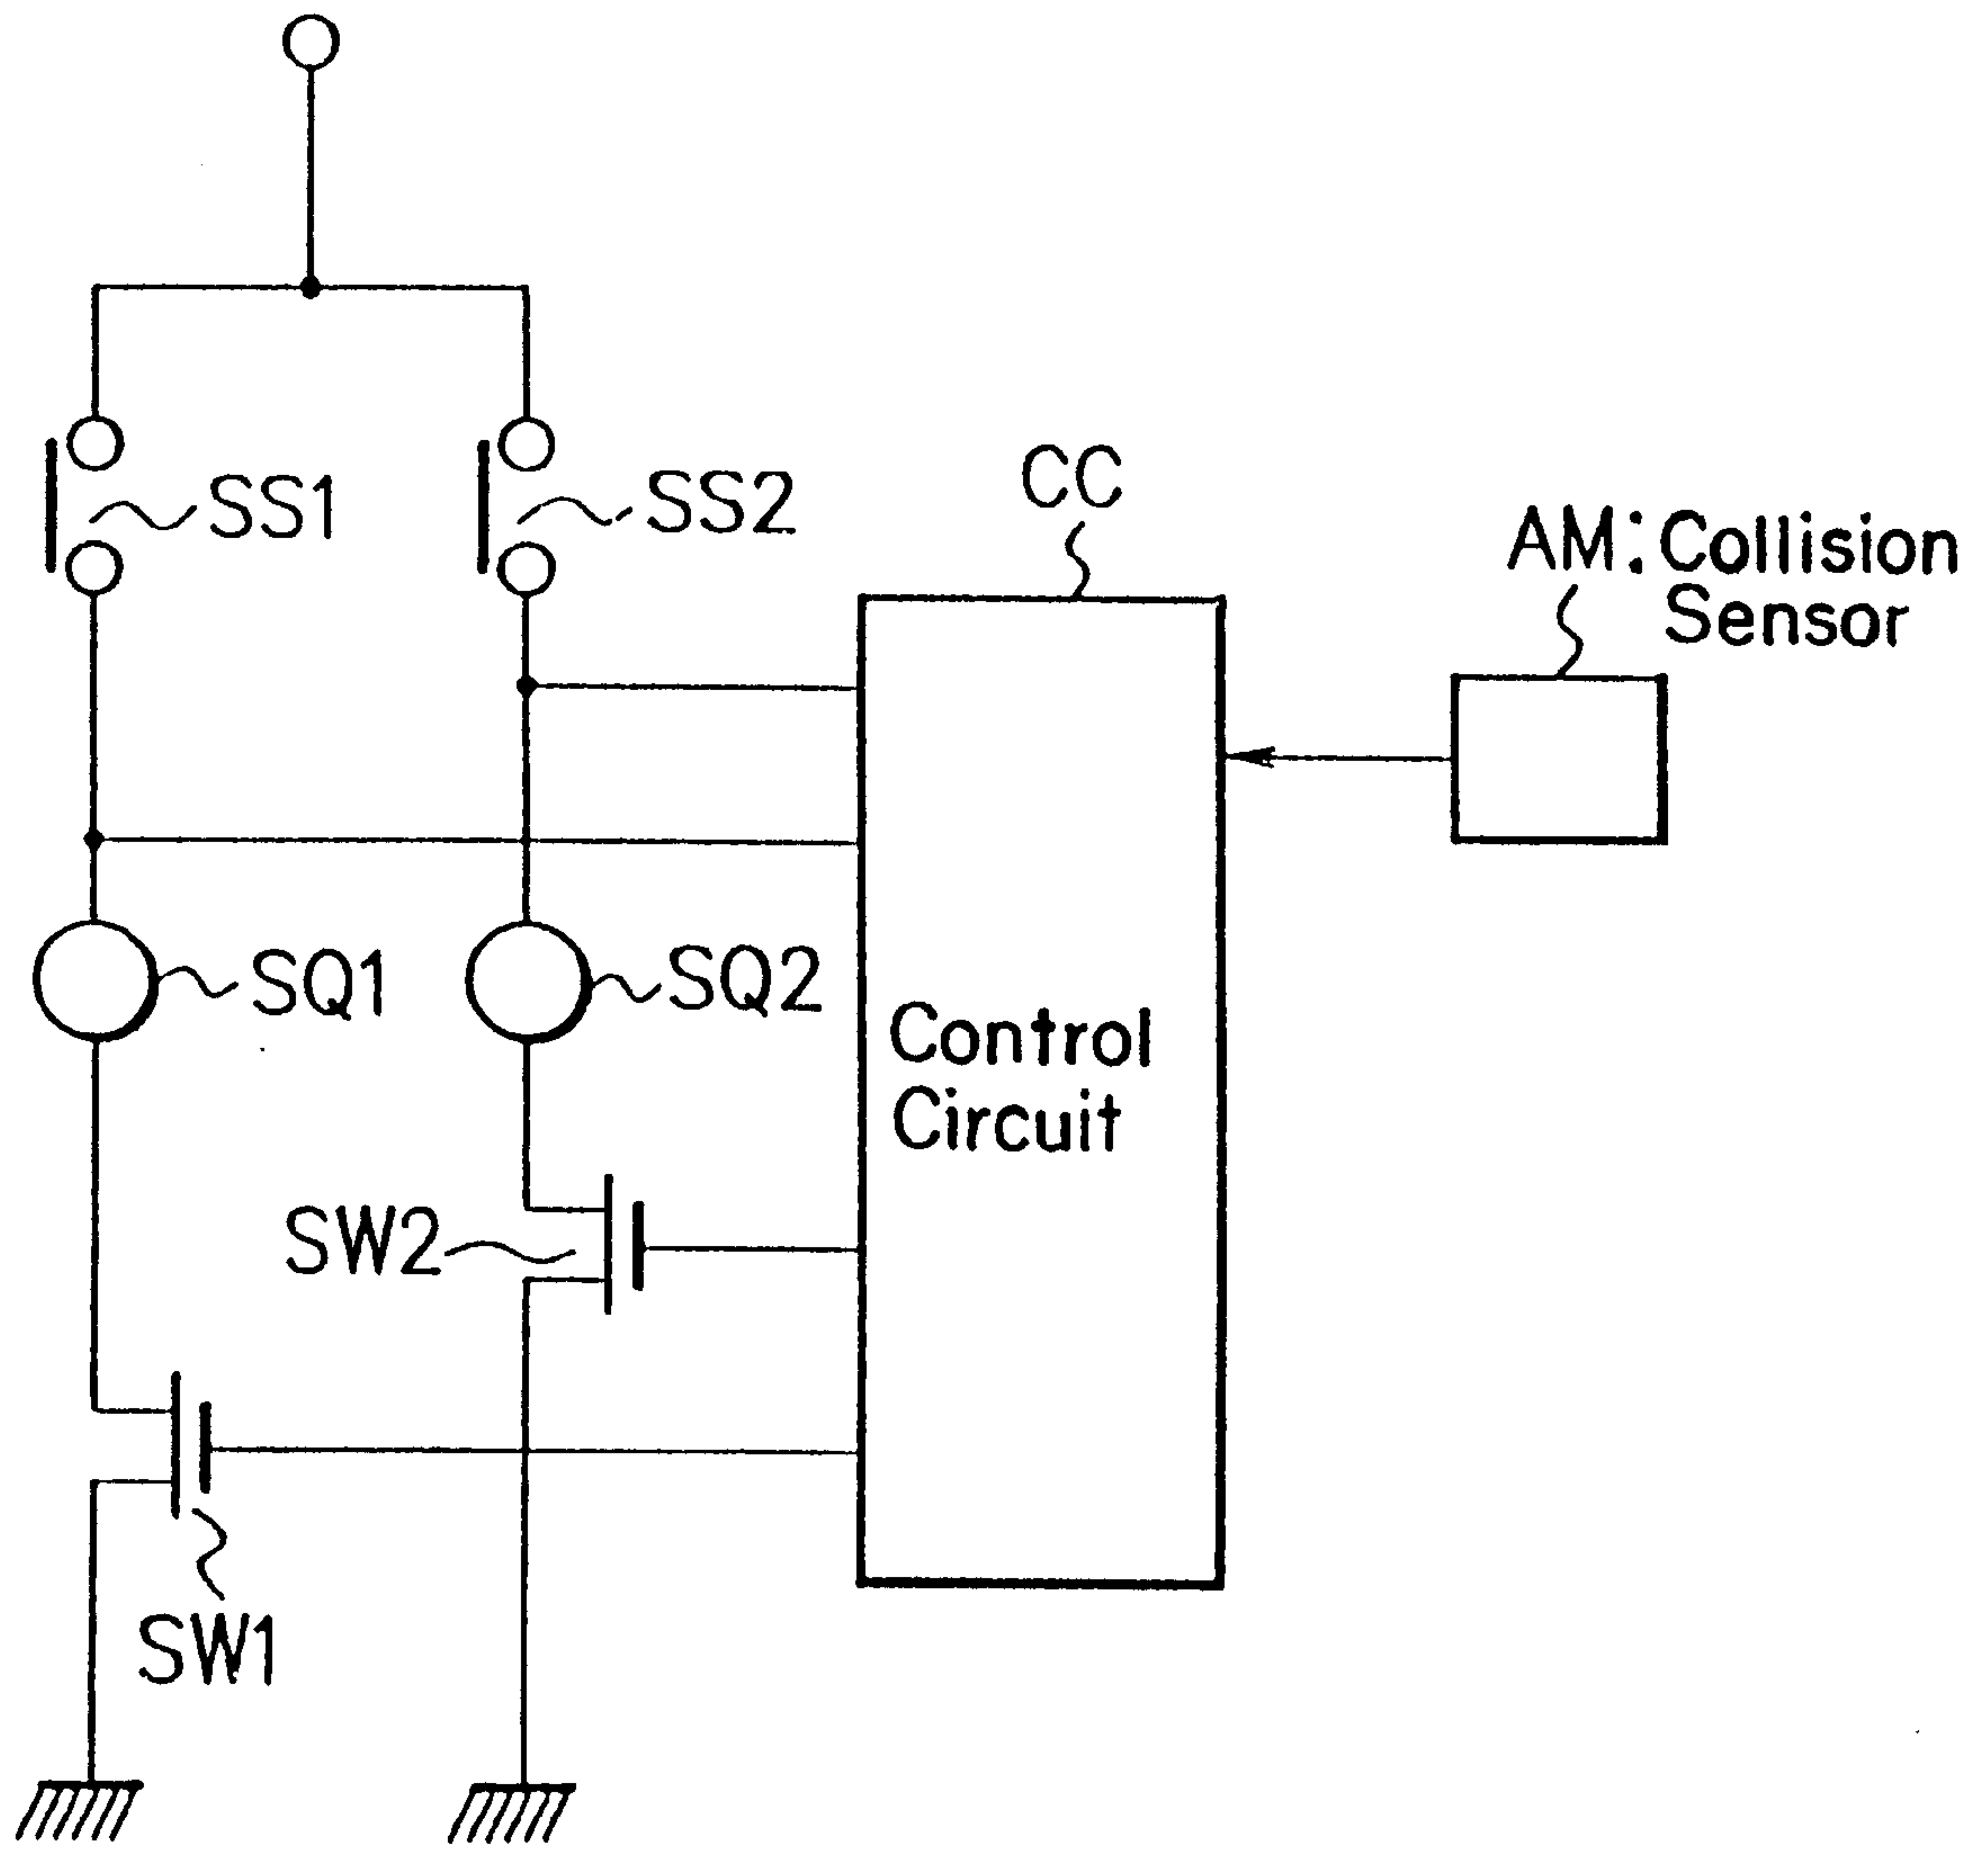 SS1
SS2
CC
AM:Collision
Sensor
SQ1
SQ2
Control
Circuit
SW2
SW1